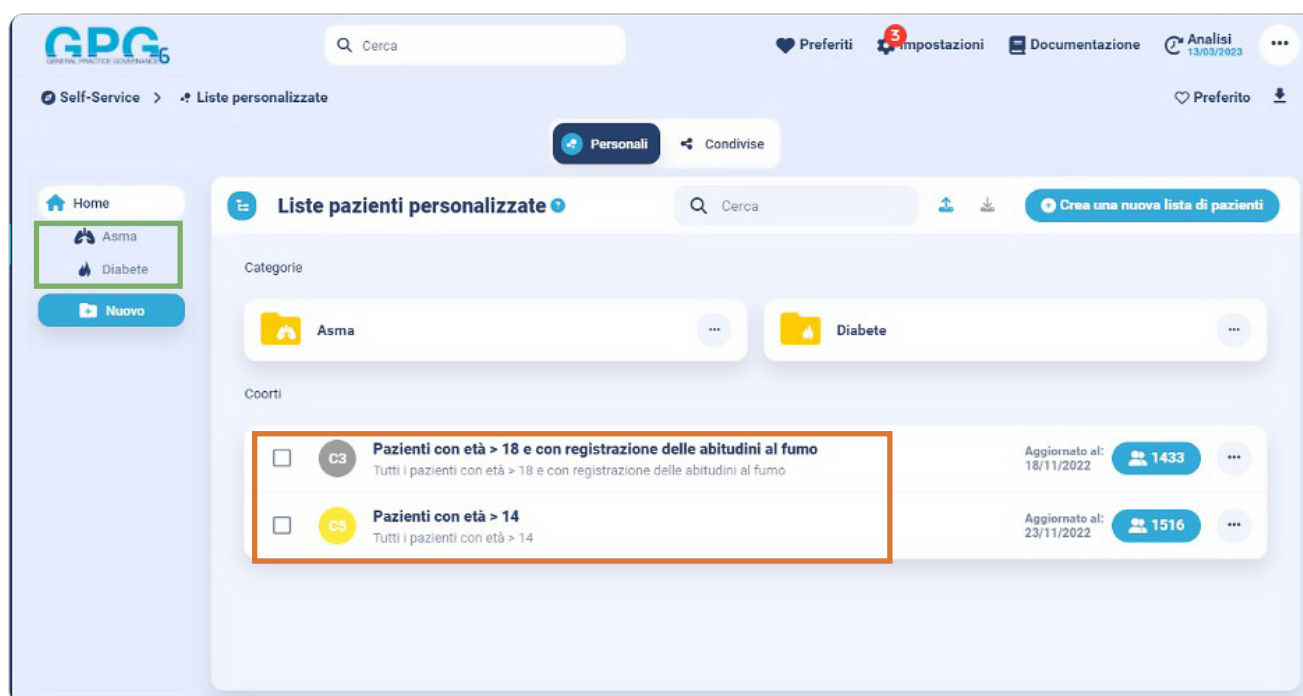 GPG6
GENERAL PRACTICE GOVERNANCE
Cerca
Preferiti
3
Impostazioni
Documentazione
Analisi
13/03/2023
Self-Service > Liste personalizzate
Preferito
Personali
Condivise
Home
Asma
Diabete
Nuovo
Liste pazienti personalizzate
Cerca
Crea una nuova lista di pazienti
Categorie
Asma
Diabete
Coorti
C3
Pazienti con età > 18 e con registrazione delle abitudini al fumo
Tutti i pazienti con età > 18 e con registrazione delle abitudini al fumo
Aggiornato al:
18/11/2022
1433
C5
Pazienti con età > 14
Tutti i pazienti con età > 14
Aggiornato al:
23/11/2022
1516